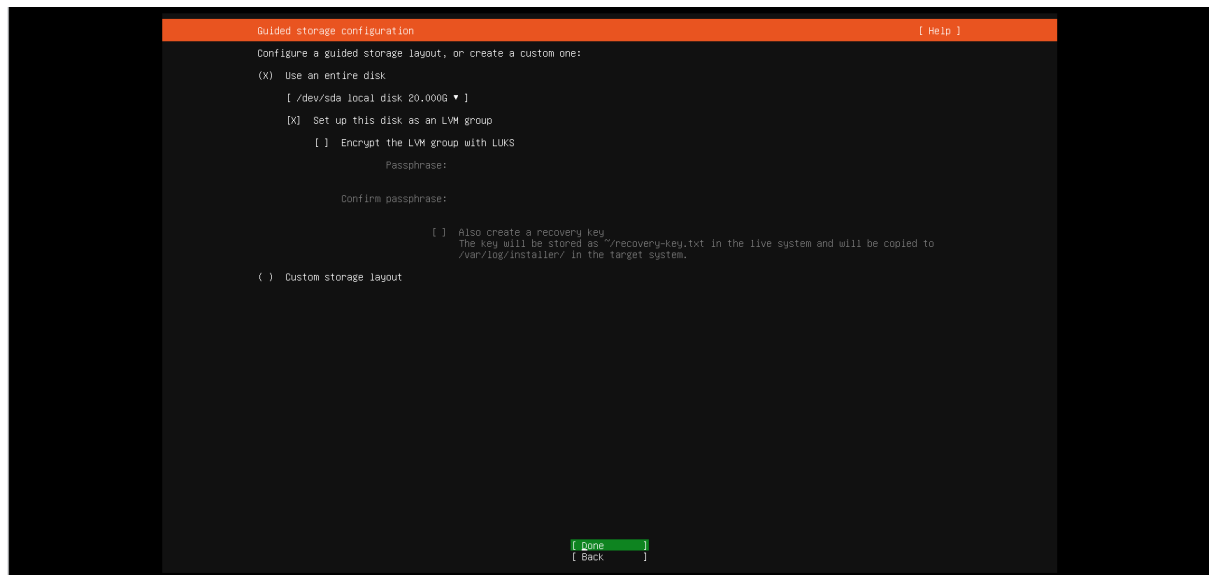 Guided storage configuration [ Help ]
Configure a guided storage layout, or create a custom one:
(X) Use an entire disk
[ /dev/sda local disk 20.000G ▾ ]
[X] Set up this disk as an LVM group
[ ] Encrypt the LVM group with LUKS
Passphrase:
Confirm passphrase:
[ ] Also create a recovery key
The key will be stored as ~/recovery-key.txt in the live system and will be copied to
/var/log/installer/ in the target system.
( ) Custom storage layout
[ Done ]
[ Back ]